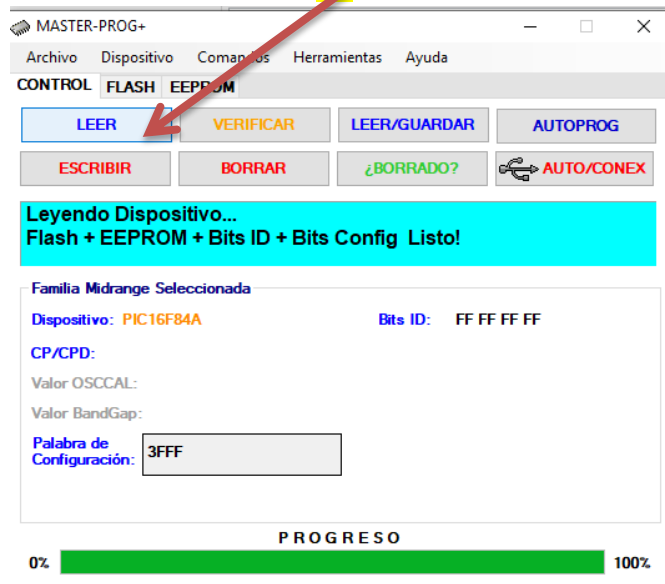 MASTER-PROG+
Archivo Dispositivo Comandos Herramientas Ayuda
CONTROL FLASH EEPROM
LEER VERIFICAR LEER/GUARDAR AUTOPROG
ESCRIBIR BORRAR ¿BORRADO? AUTO/CONEX
Leyendo Dispositivo...
Flash + EEPROM + Bits ID + Bits Config Listo!
Familia Midrange Seleccionada
Dispositivo: PIC16F84A Bits ID: FF FF FF FF
CP/CPD:
Valor OSCCAL:
Valor BandGap:
Palabra de
Configuración: 3FFF
PROGRESO
0% 100%